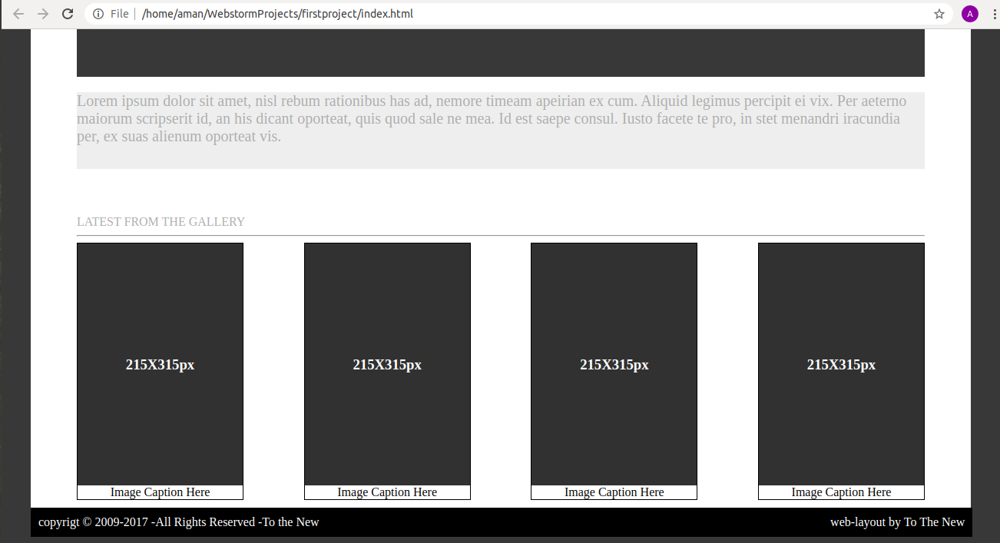 File /home/aman/WebstormProjects/firstproject/index.html A
Lorem ipsum dolor sit amet, nisl rebum rationibus has ad, nemore timeam apeirian ex cum. Aliquid legimus percipit ei vix. Per aeterno
maiorum scripserit id, an his dicant oporteat, quis quod sale ne mea. Id est saepe consul. Iusto facete te pro, in stet menandri iracundia
per, ex suas alienum oporteat vis.
LATEST FROM THE GALLERY
215X315px 215X315px 215X315px 215X315px
Image Caption Here Image Caption Here Image Caption Here Image Caption Here
copyrigt © 2009-2017 -All Rights Reserved -To the New web-layout by To The New